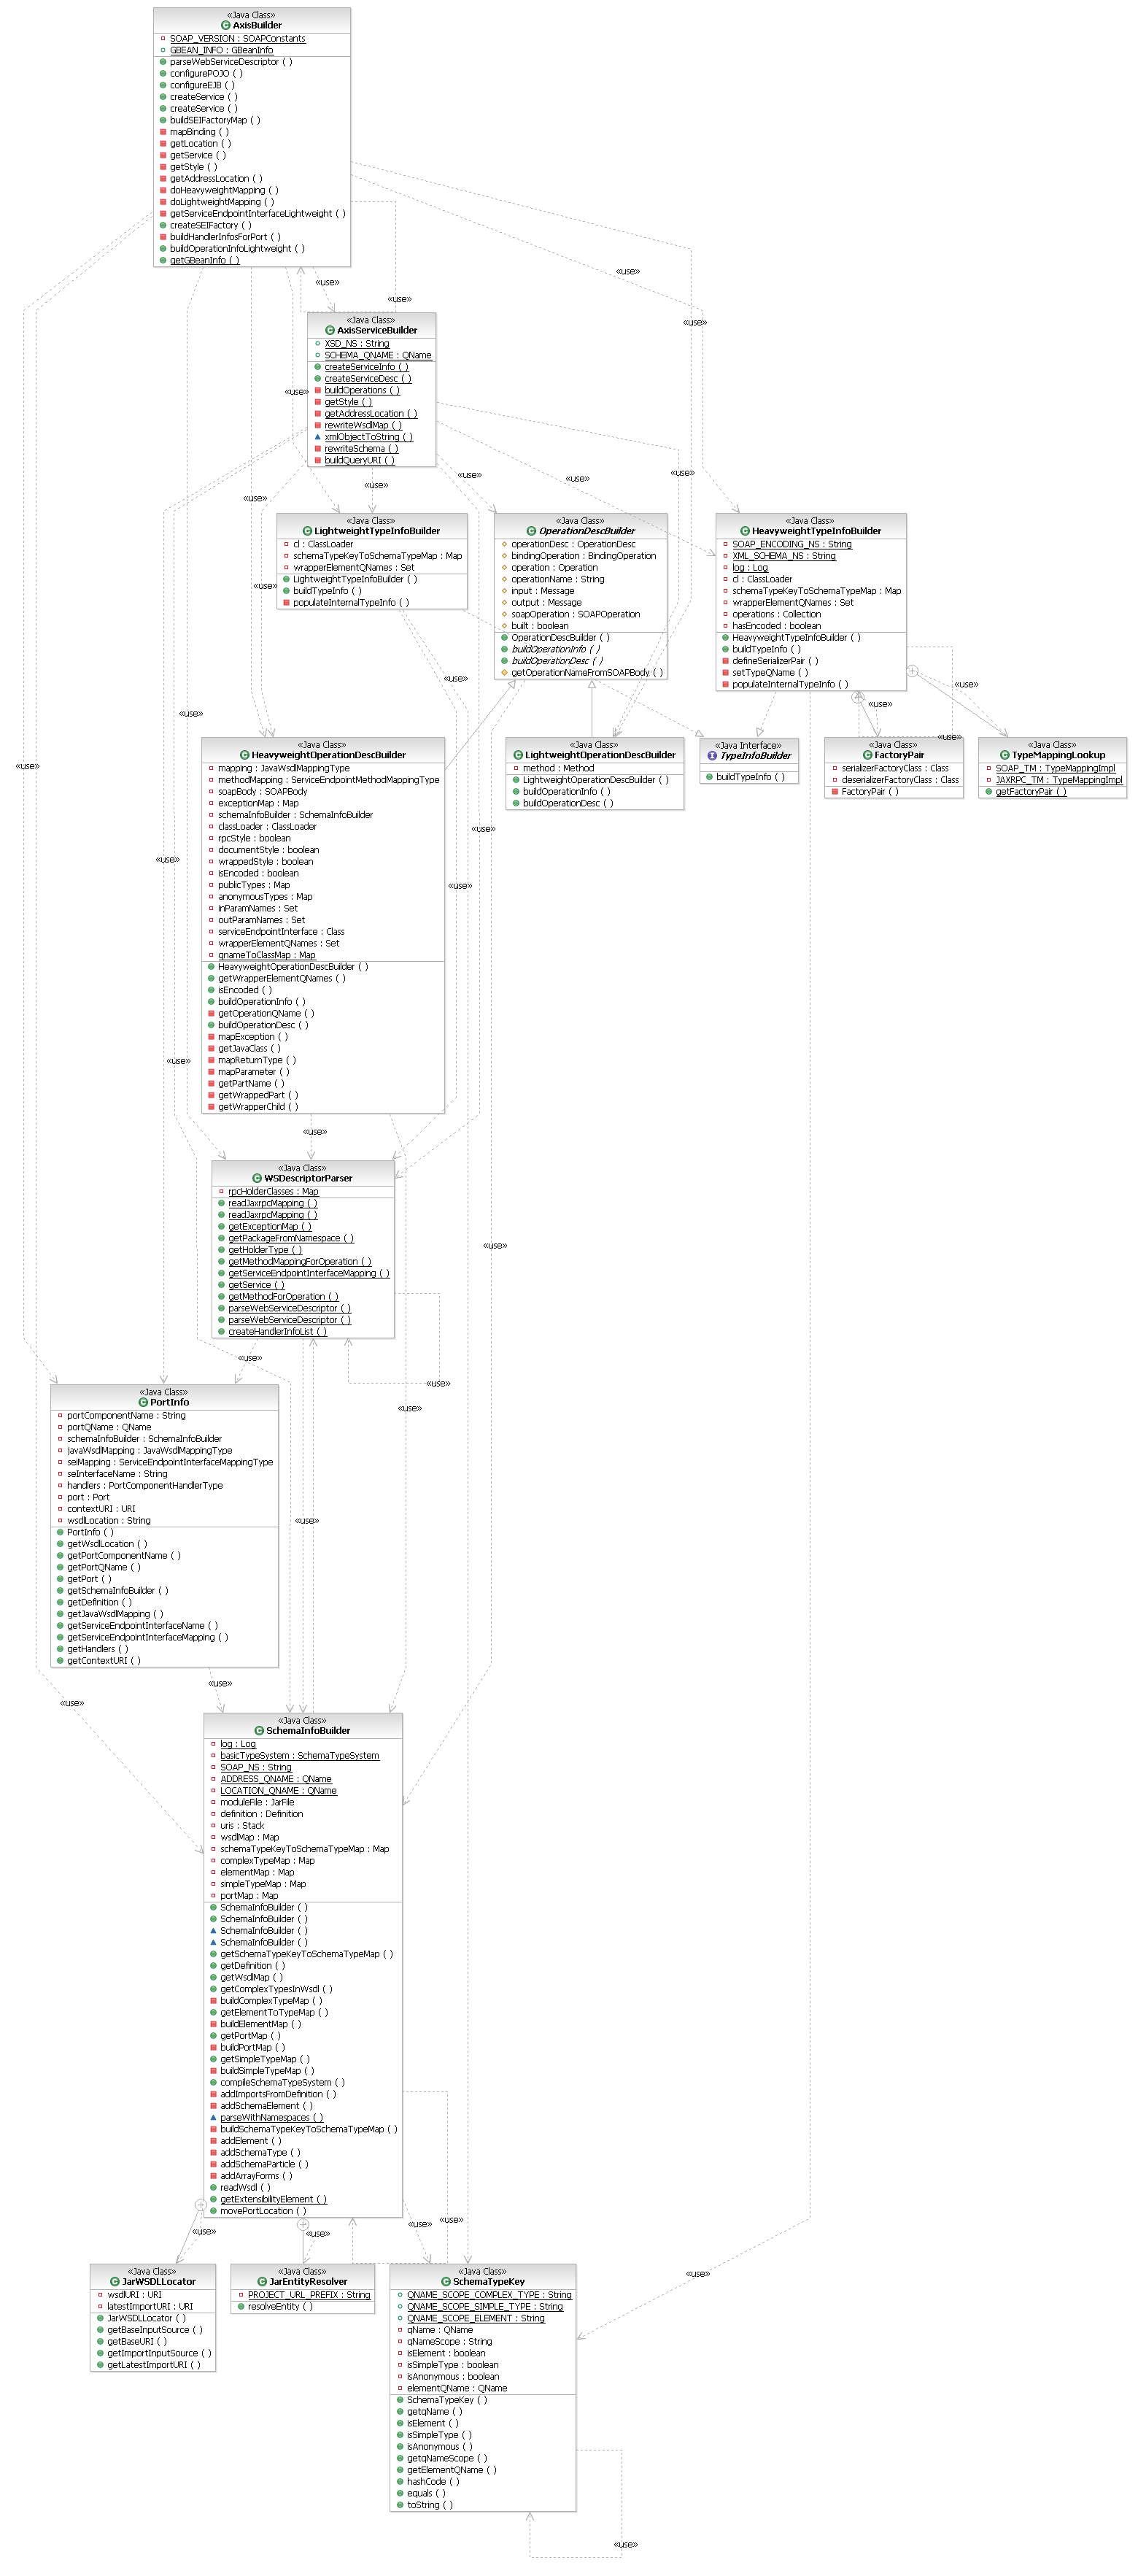 «Java Class»
AxisBuilder
SOAP_VERSION : SOAPConstants
GBEAN_INFO : GBeanInfo
parseWebServiceDescriptor ( )
configurePOJO ( )
configureEJB ( )
createService ( )
createService ( )
buildSEIFactoryMap ( )
mapBinding ( )
getLocation ( )
getService ( )
getStyle ( )
getAddressLocation ( )
doHeavyweightMapping ( )
doLightweightMapping ( )
getServiceEndpointInterfaceLightweight ( )
createSEIFactory ( )
buildHandlerInfosForPort ( )
buildOperationInfoLightweight ( )
getGBeanInfo ( )
«use»
«use»
«use»
«use»
«Java Class»
AxisServiceBuilder
XSD_NS : String
SCHEMA_QNAME : QName
createServiceInfo ( )
createServiceDesc ( )
buildOperations ( )
getStyle ( )
getAddressLocation ( )
rewriteWsdlMap ( )
xmlObjectToString ( )
rewriteSchema ( )
buildQueryURI ( )
«use»
«use»
«use»
«use»
«use»
«use»
«use»
«Java Class»
LightweightTypeInfoBuilder
cl : ClassLoader
schemaTypeKeyToSchemaTypeMap : Map
wrapperElementQNames : Set
LightweightTypeInfoBuilder ( )
buildTypeInfo ( )
populateInternalTypeInfo ( )
«Java Class»
OperationDescBuilder
operationDesc : OperationDesc
bindingOperation : BindingOperation
operation : Operation
operationName : String
input : Message
output : Message
soapOperation : SOAPOperation
built : boolean
OperationDescBuilder ( )
buildOperationInfo ( )
buildOperationDesc ( )
getOperationNameFromSOAPBody ( )
«Java Class»
HeavyweightTypeInfoBuilder
SOAP_ENCODING_NS : String
XML_SCHEMA_NS : String
log : Log
cl : ClassLoader
schemaTypeKeyToSchemaTypeMap : Map
wrapperElementQNames : Set
operations : Collection
hasEncoded : boolean
HeavyweightTypeInfoBuilder ( )
buildTypeInfo ( )
defineSerializerPair ( )
setTypeQName ( )
populateInternalTypeInfo ( )
«use»
«use»
«use»
«use»
«use»
«use»
«Java Class»
HeavyweightOperationDescBuilder
mapping : JavaWsdlMappingType
methodMapping : ServiceEndpointMethodMappingType
soapBody : SOAPBody
exceptionMap : Map
schemaInfoBuilder : SchemaInfoBuilder
classLoader : ClassLoader
rpcStyle : boolean
documentStyle : boolean
wrappedStyle : boolean
isEncoded : boolean
publicTypes : Map
anonymousTypes : Map
inParamNames : Set
outParamNames : Set
serviceEndpointInterface : Class
wrapperElementQNames : Set
qnameToClassMap : Map
HeavyweightOperationDescBuilder ( )
getWrapperElementQNames ( )
isEncoded ( )
buildOperationInfo ( )
getOperationQName ( )
buildOperationDesc ( )
mapException ( )
getJavaClass ( )
mapReturnType ( )
mapParameter ( )
getPartName ( )
getWrappedPart ( )
getWrapperChild ( )
«Java Class»
LightweightOperationDescBuilder
method : Method
LightweightOperationDescBuilder ( )
buildOperationInfo ( )
buildOperationDesc ( )
«Java Interface»
TypeInfoBuilder
buildTypeInfo ( )
«Java Class»
FactoryPair
serializerFactoryClass : Class
deserializerFactoryClass : Class
FactoryPair ( )
«Java Class»
TypeMappingLookup
SOAP_TM : TypeMappingImpl
JAXRPC_TM : TypeMappingImpl
getFactoryPair ( )
«use»
«use»
«use»
«use»
«use»
«use»
«Java Class»
WSDescriptorParser
rpcHolderClasses : Map
readJaxrpcMapping ( )
readJaxrpcMapping ( )
getExceptionMap ( )
getPackageFromNamespace ( )
getHolderType ( )
getMethodMappingForOperation ( )
getServiceEndpointInterfaceMapping ( )
getService ( )
getMethodForOperation ( )
parseWebServiceDescriptor ( )
parseWebServiceDescriptor ( )
createHandlerInfoList ( )
«use»
«use»
«use»
«use»
«Java Class»
PortInfo
portComponentName : String
portQName : QName
schemaInfoBuilder : SchemaInfoBuilder
javaWsdlMapping : JavaWsdlMappingType
seiMapping : ServiceEndpointInterfaceMappingType
seInterfaceName : String
handlers : PortComponentHandlerType
port : Port
contextURI : URI
wsdlLocation : String
PortInfo ( )
getWsdlLocation ( )
getPortComponentName ( )
getPortQName ( )
getPort ( )
getSchemaInfoBuilder ( )
getDefinition ( )
getJavaWsdlMapping ( )
getServiceEndpointInterfaceName ( )
getServiceEndpointInterfaceMapping ( )
getHandlers ( )
getContextURI ( )
«use»
«use»
«use»
«Java Class»
SchemaInfoBuilder
log : Log
basicTypeSystem : SchemaTypeSystem
SOAP_NS : String
ADDRESS_QNAME : QName
LOCATION_QNAME : QName
moduleFile : JarFile
definition : Definition
uris : Stack
wsdlMap : Map
schemaTypeKeyToSchemaTypeMap : Map
complexTypeMap : Map
elementMap : Map
simpleTypeMap : Map
portMap : Map
SchemaInfoBuilder ( )
SchemaInfoBuilder ( )
SchemaInfoBuilder ( )
SchemaInfoBuilder ( )
getSchemaTypeKeyToSchemaTypeMap ( )
getDefinition ( )
getWsdlMap ( )
getComplexTypesInWsdl ( )
buildComplexTypeMap ( )
getElementToTypeMap ( )
buildElementMap ( )
getPortMap ( )
buildPortMap ( )
getSimpleTypeMap ( )
buildSimpleTypeMap ( )
compileSchemaTypeSystem ( )
addImportsFromDefinition ( )
addSchemaElement ( )
parseWithNamespaces ( )
buildSchemaTypeKeyToSchemaTypeMap ( )
addElement ( )
addSchemaType ( )
addSchemaParticle ( )
addArrayForms ( )
readWsdl ( )
getExtensibilityElement ( )
movePortLocation ( )
«use»
«use»
«use»
«use»
«use»
«Java Class»
JarWSDLLocator
wsdlURI : URI
latestImportURI : URI
JarWSDLLocator ( )
getBaseInputSource ( )
getBaseURI ( )
getImportInputSource ( )
getLatestImportURI ( )
«Java Class»
JarEntityResolver
PROJECT_URL_PREFIX : String
resolveEntity ( )
«Java Class»
SchemaTypeKey
QNAME_SCOPE_COMPLEX_TYPE : String
QNAME_SCOPE_SIMPLE_TYPE : String
QNAME_SCOPE_ELEMENT : String
qName : QName
qNameScope : String
isElement : boolean
isSimpleType : boolean
isAnonymous : boolean
elementQName : QName
SchemaTypeKey ( )
getqName ( )
isElement ( )
isSimpleType ( )
isAnonymous ( )
getqNameScope ( )
getElementQName ( )
hashCode ( )
equals ( )
toString ( )
«use»